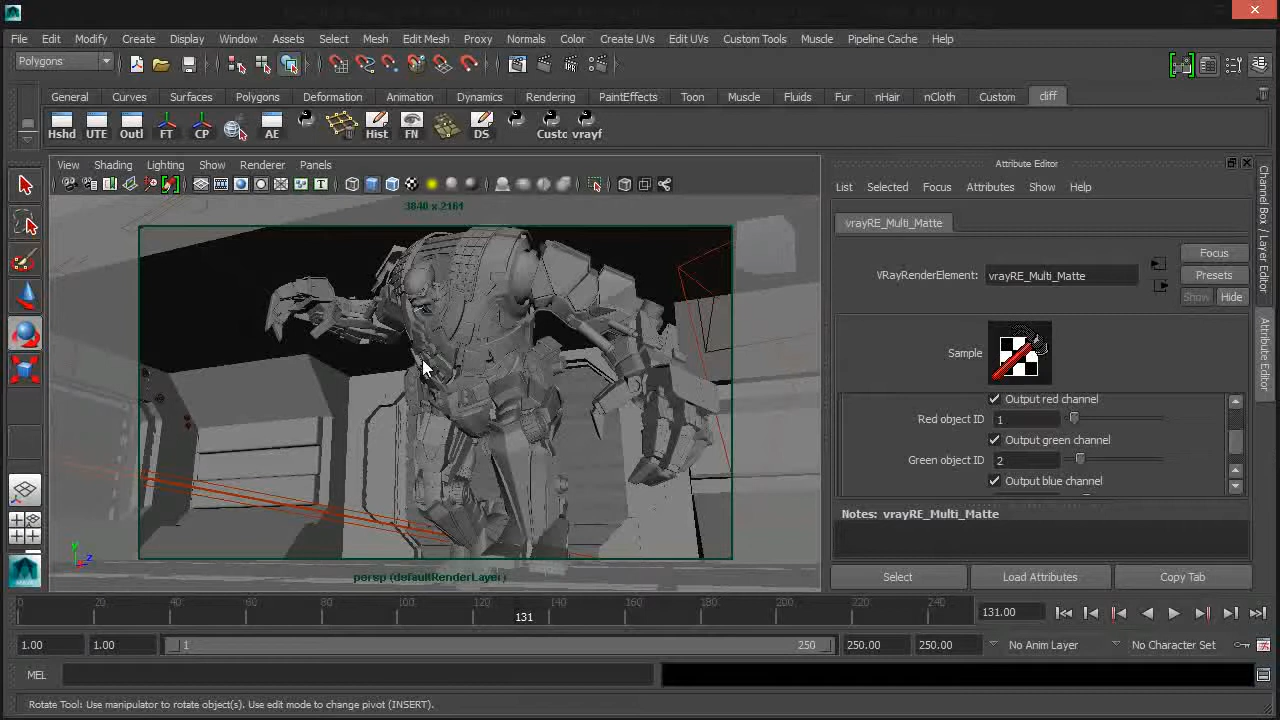 File Edit Modify Create Display Window Assets Select Mesh Edit Mesh Proxy Normals Color Create UVs Edit UVs Custom Tools Muscle Pipeline Cache Help
Polygons
General Curves Surfaces Polygons Deformation Animation Dynamics Rendering PaintEffects Toon Muscle Fluids Fur nHair nCloth Custom cliff
Hshd UTE Outl FT CP AE Hist FN DS Custo vrayf
View Shading Lighting Show Renderer Panels
persp (defaultRenderLayer)
Attribute Editor
List Selected Focus Attributes Show Help
vrayRE_Multi_Matte
VRayRenderElement: vrayRE_Multi_Matte
Focus
Presets
Show Hide
Sample
Output red channel
Red object ID 1
Output green channel
Green object ID 2
Output blue channel
Notes: vrayRE_Multi_Matte
Select Load Attributes Copy Tab
Channel Box / Layer Editor
Attribute Editor
0 20 40 60 80 100 120 140 160 180 200 220 240
131
131.00
1.00 1.00 1 250 250.00 250.00 No Anim Layer No Character Set
MEL
Rotate Tool: Use manipulator to rotate object(s). Use edit mode to change pivot (INSERT).